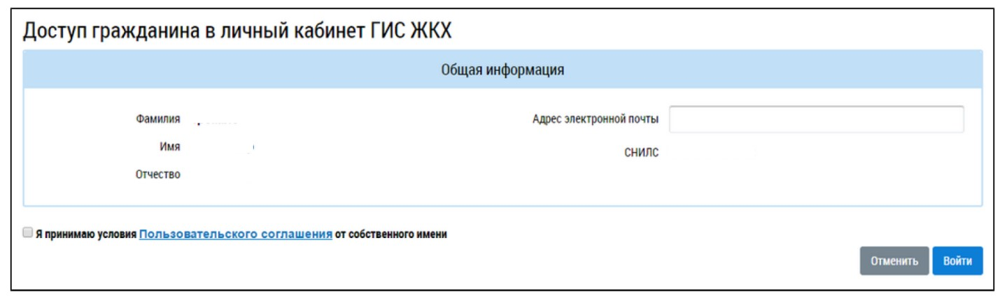 Доступ гражданина в личный кабинет ГИС ЖКХ
Общая информация
Фамилия
Адрес электронной почты
Имя
СНИЛС
Отчество
Я принимаю условия Пользовательского соглашения от собственного имени
Отменить Войти